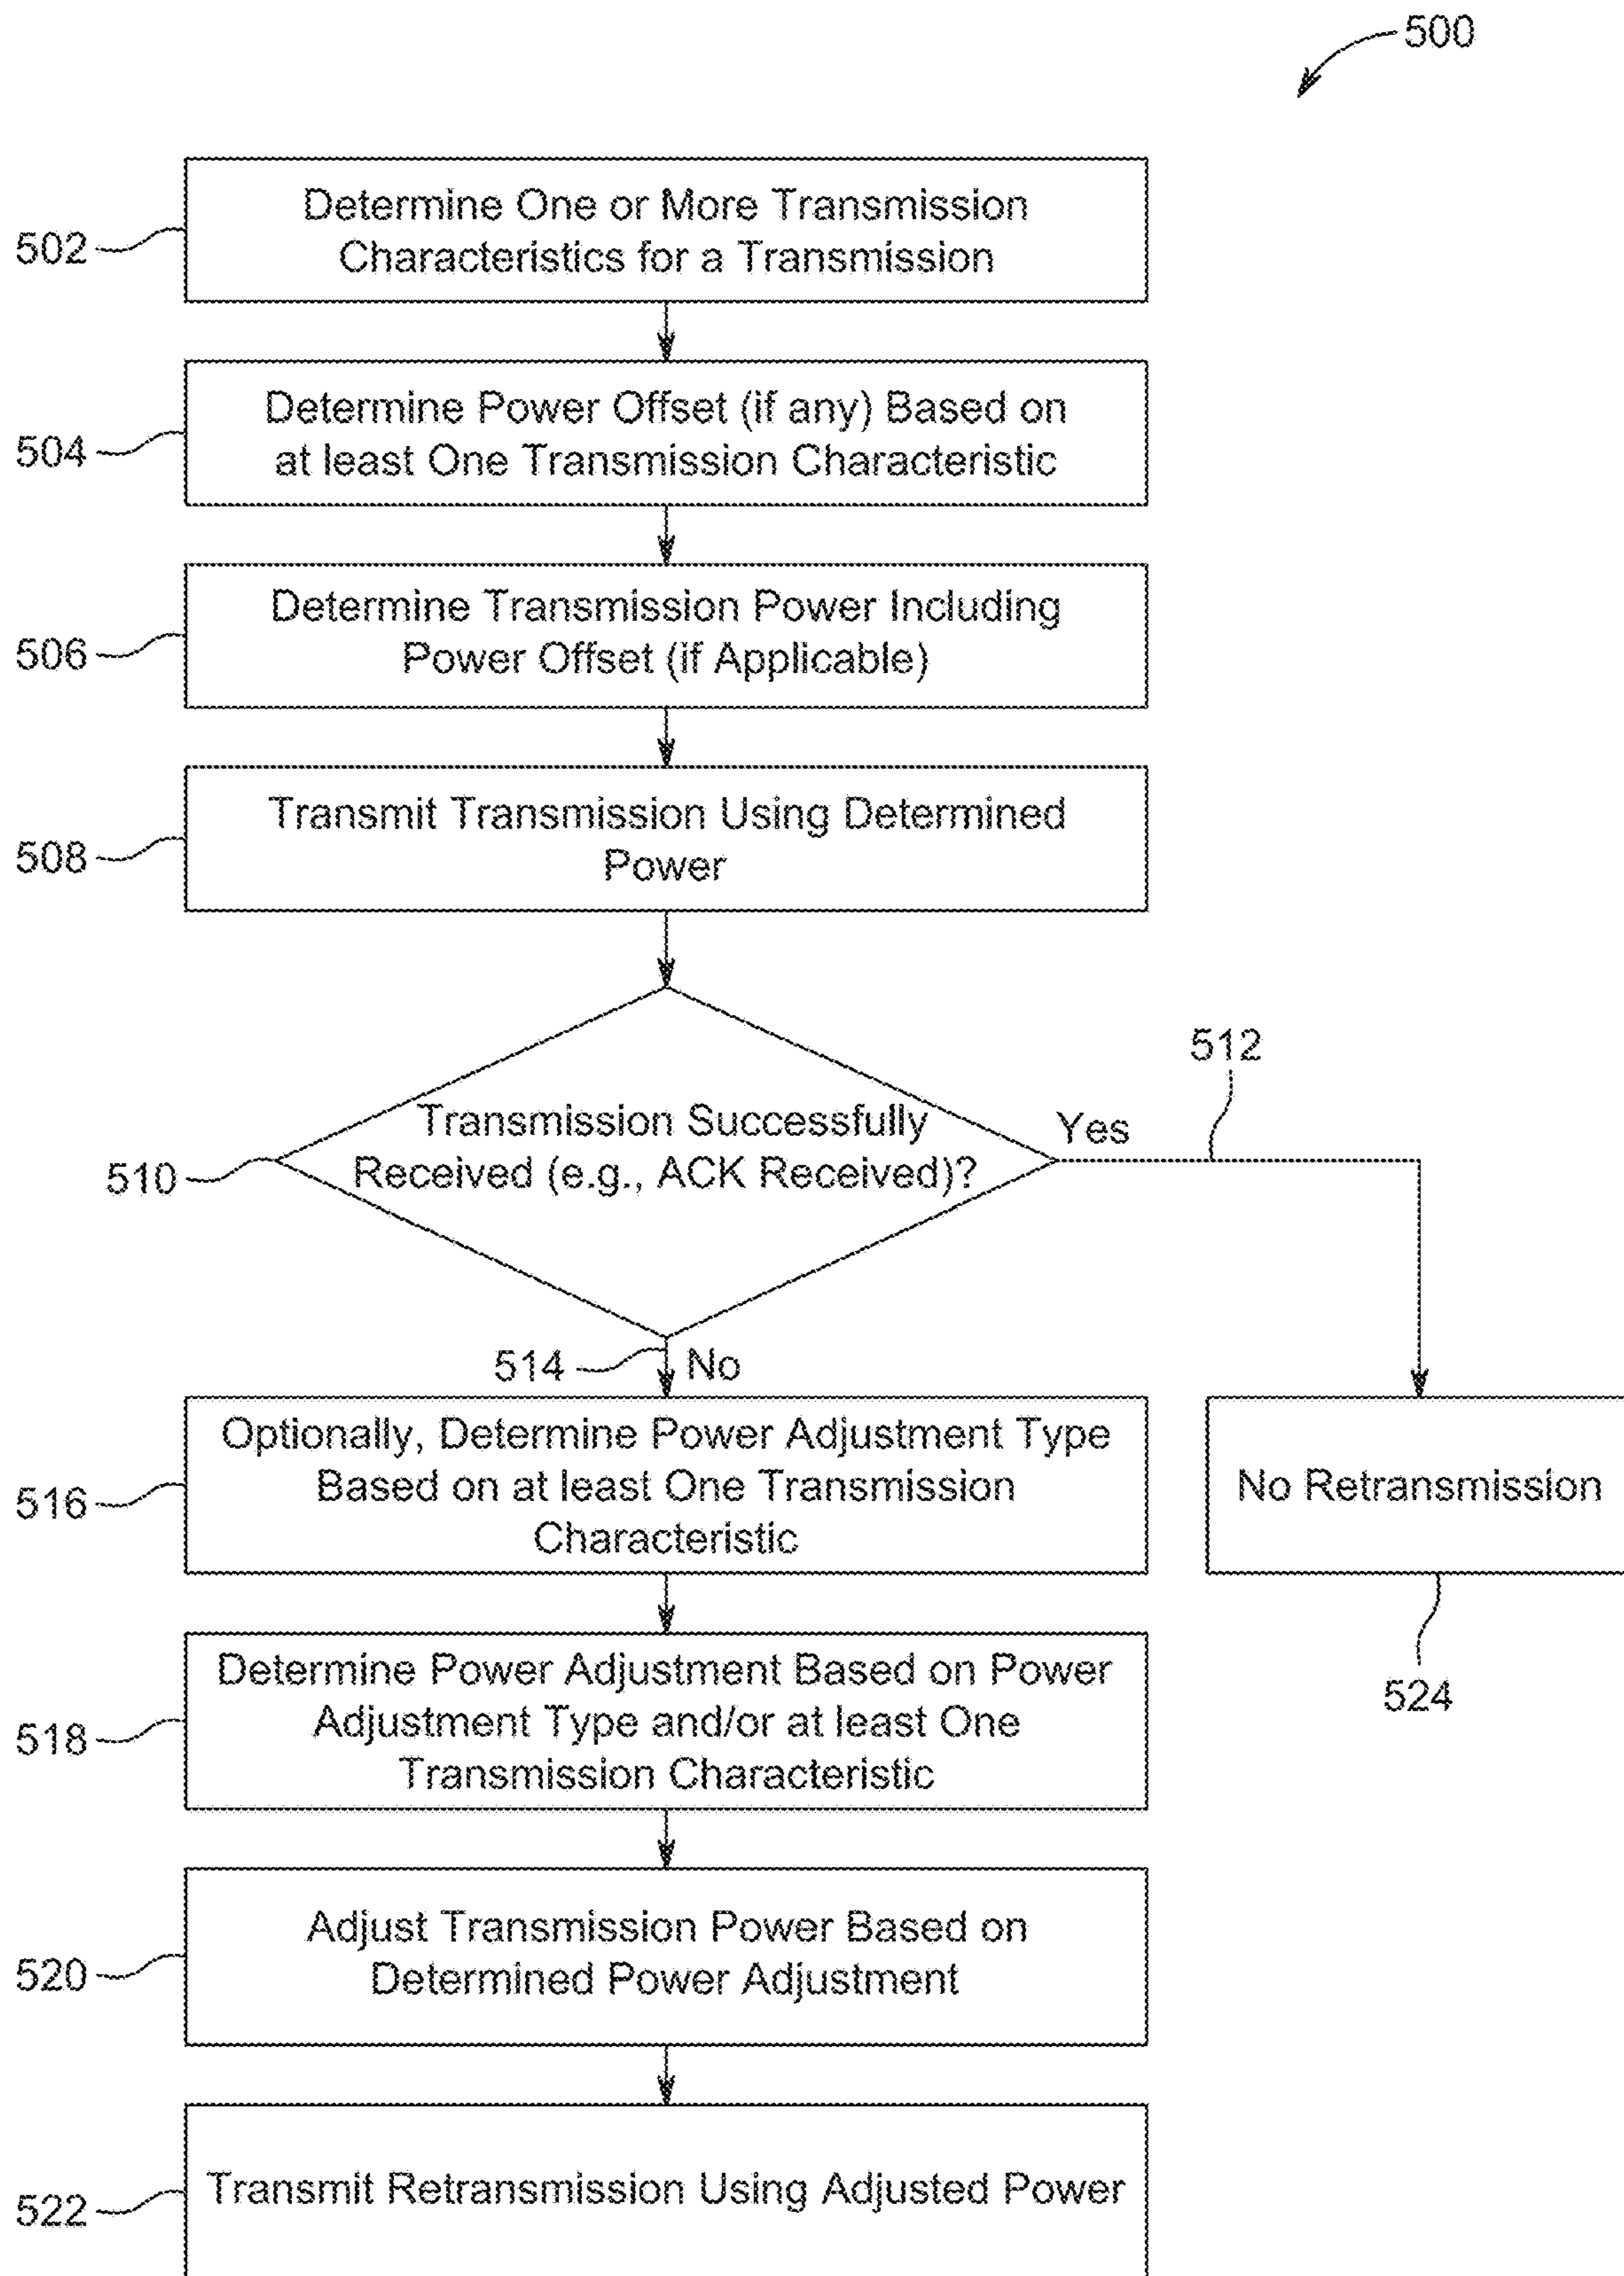 500
502
Determine One or More Transmission
Characteristics for a Transmission
504
Determine Power Offset (if any) Based on
at least One Transmission Characteristic
506
Determine Transmission Power Including
Power Offset (if Applicable)
508
Transmit Transmission Using Determined
Power
510
Transmission Successfully
Received (e.g., ACK Received)?
Yes
512
514
No
516
Optionally, Determine Power Adjustment Type
Based on at least One Transmission
Characteristic
No Retransmission
524
518
Determine Power Adjustment Based on Power
Adjustment Type and/or at least One
Transmission Characteristic
520
Adjust Transmission Power Based on
Determined Power Adjustment
522
Transmit Retransmission Using Adjusted Power